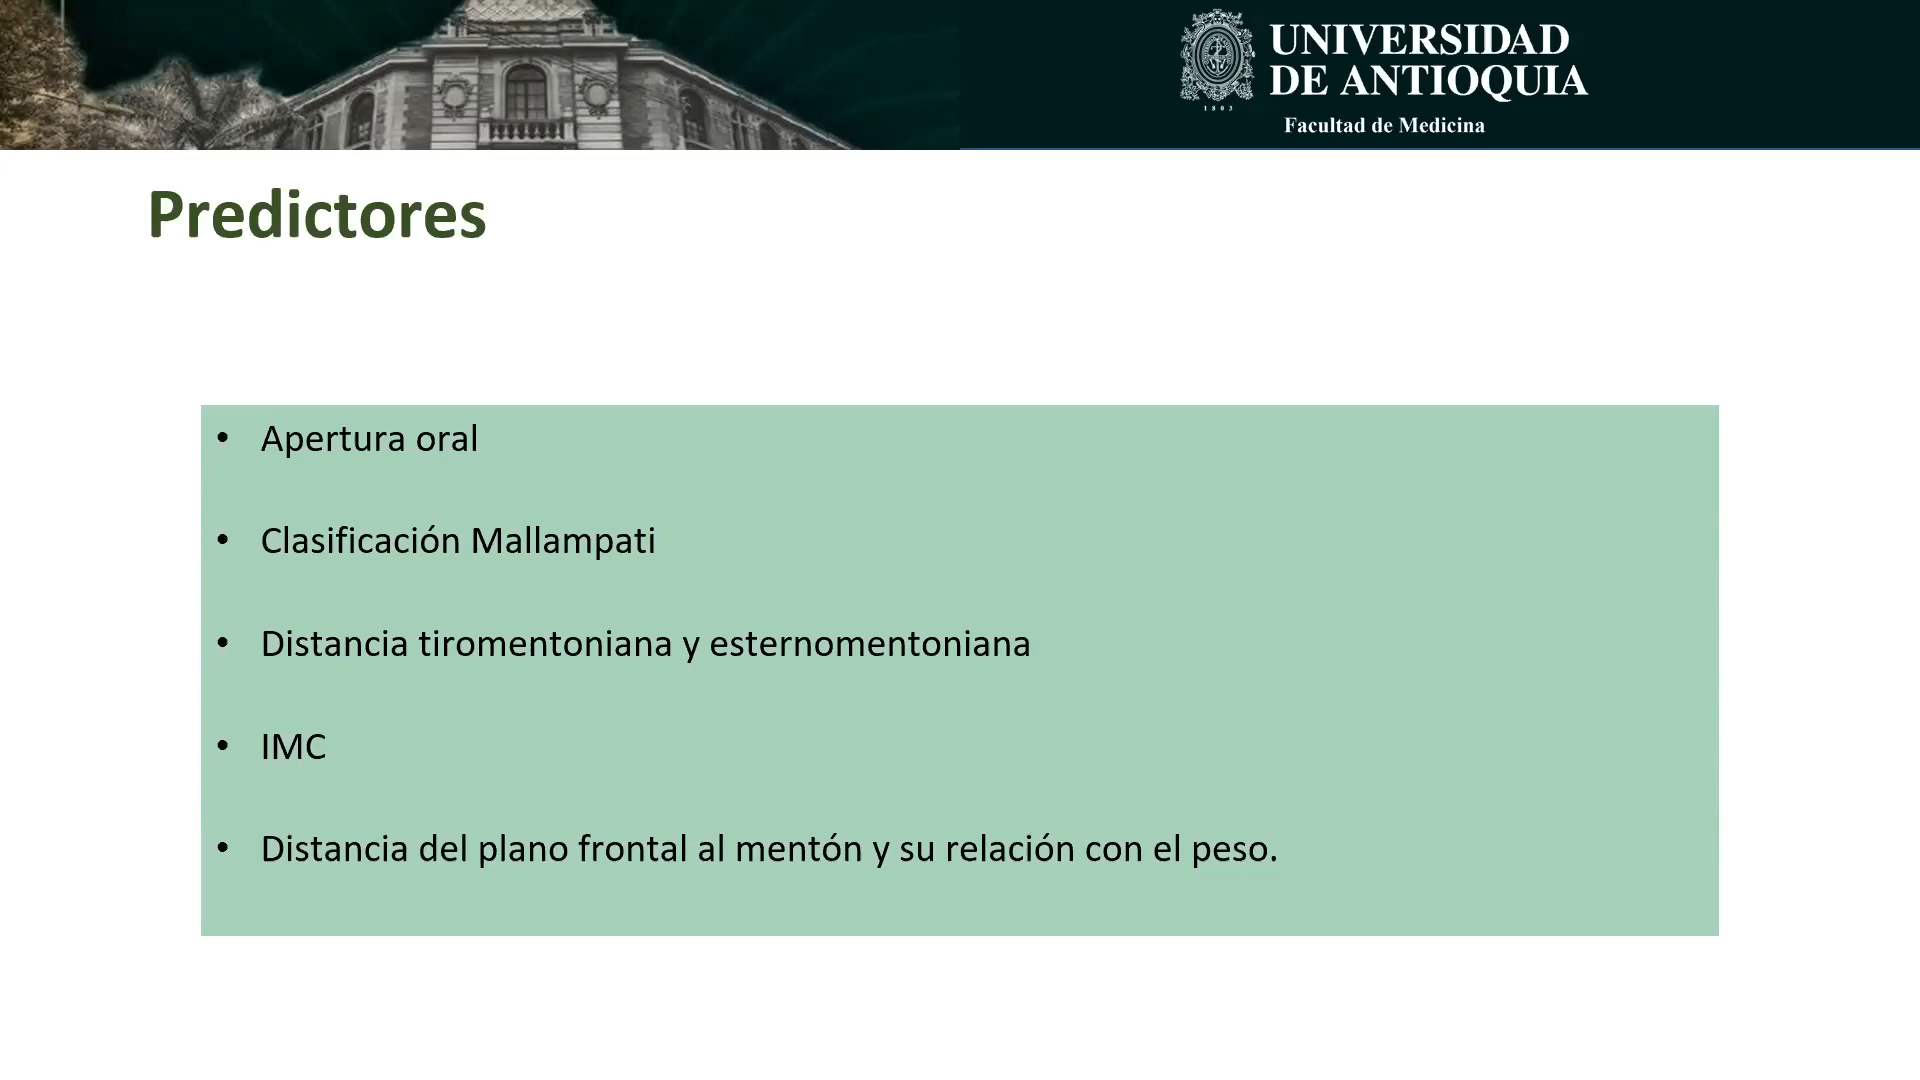 UNIVERSIDAD
DE ANTIOQUIA
1803
Facultad de Medicina
Predictores
• Apertura oral
• Clasificación Mallampati
• Distancia tiromentoniana y esternomentoniana
• IMC
• Distancia del plano frontal al mentón y su relación con el peso.